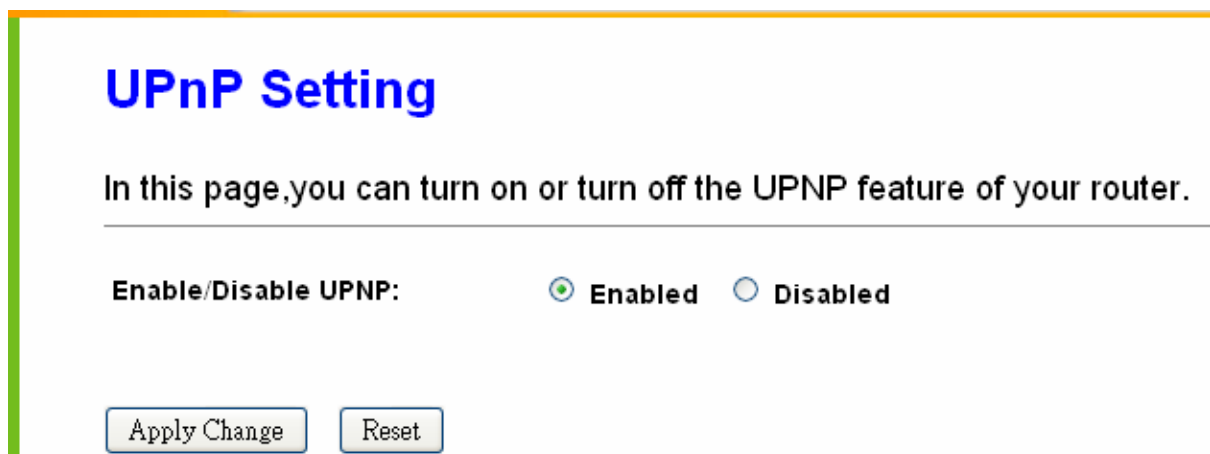 UPnP Setting
In this page,you can turn on or turn off the UPNP feature of your router.
Enable/Disable UPNP: Enabled Disabled
Apply Change Reset